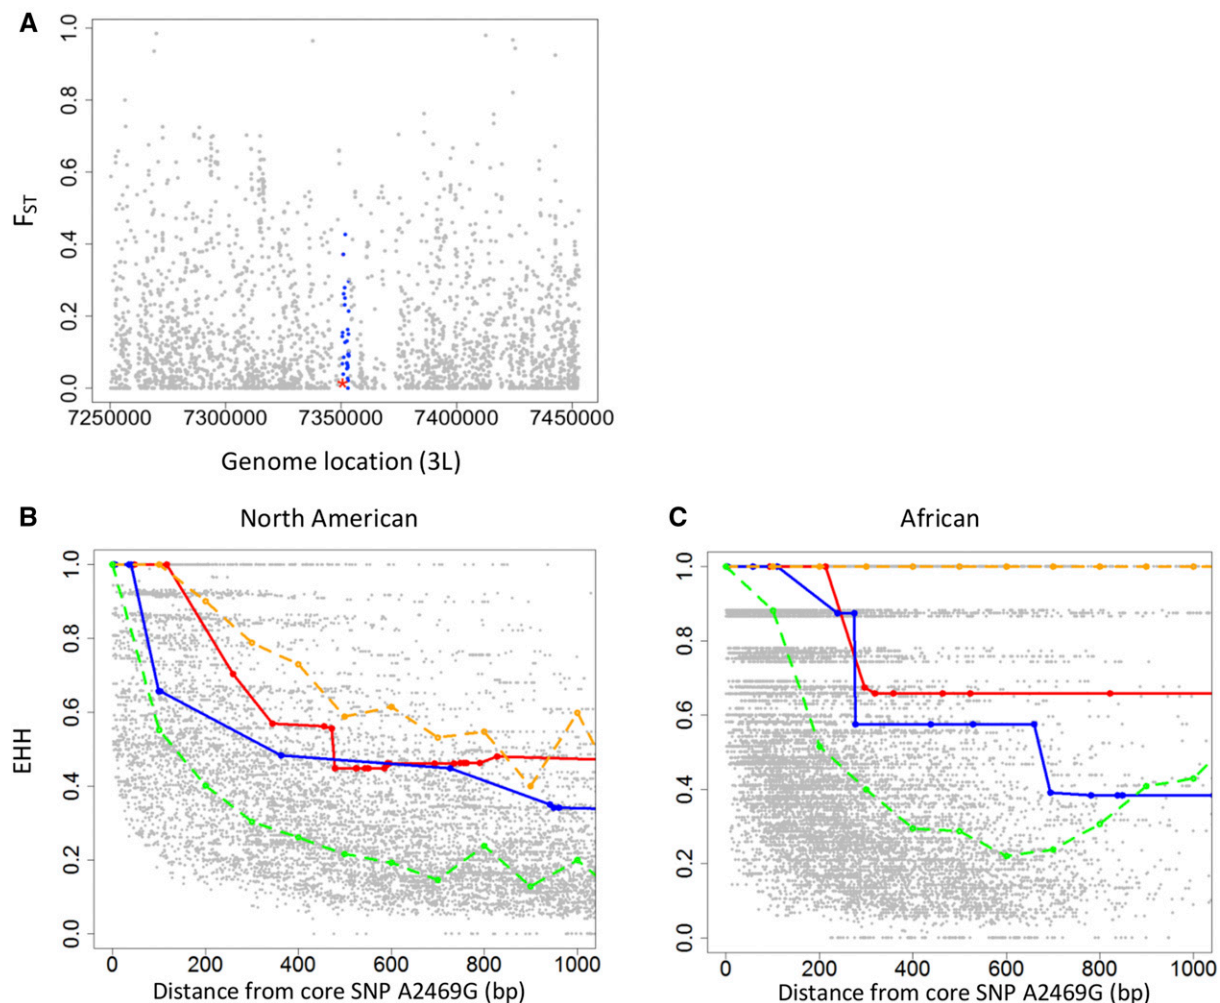 A
1.0
0.8
0.6
0.4
0.2
0.0
FST
7250000 7300000 7350000 7400000 7450000
Genome location (3L)
B North American
1.0
0.8
0.6
0.4
0.2
0.0
EHH
0 200 400 600 800 1000
Distance from core SNP A2469G (bp)
C African
1.0
0.8
0.6
0.4
0.2
0.0
0 200 400 600 800 1000
Distance from core SNP A2469G (bp)